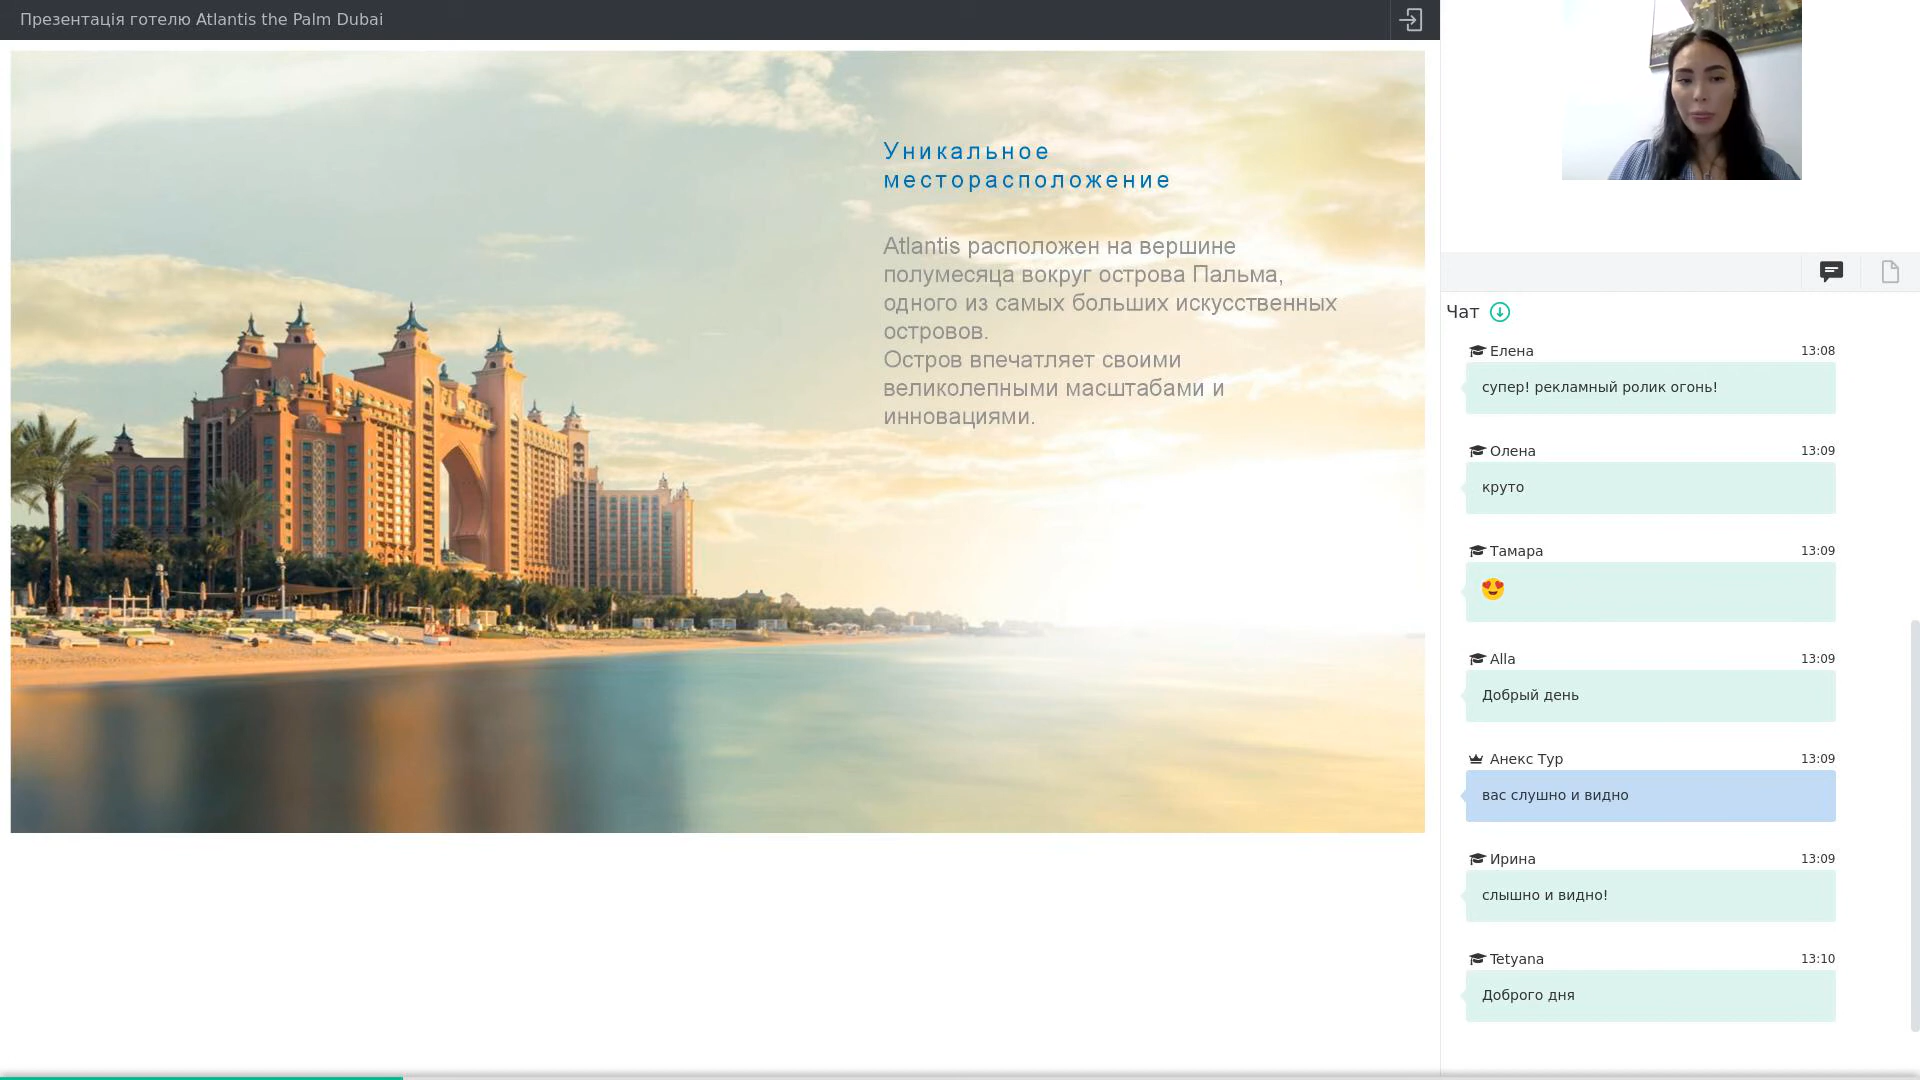 Презентація готелю Atlantis the Palm Dubai
Уникальное
месторасположение
Atlantis расположен на вершине
полумесяца вокруг острова Пальма,
одного из самых больших искусственных
островов.
Остров впечатляет своими
великолепными масштабами и
инновациями.
Чат
Елена 13:08
супер! рекламный ролик огонь!
Олена 13:09
круто
Тамара 13:09
Alla 13:09
Добрый день
Анекс Тур 13:09
вас слушно и видно
Ирина 13:09
слышно и видно!
Tetyana 13:10
Доброго дня